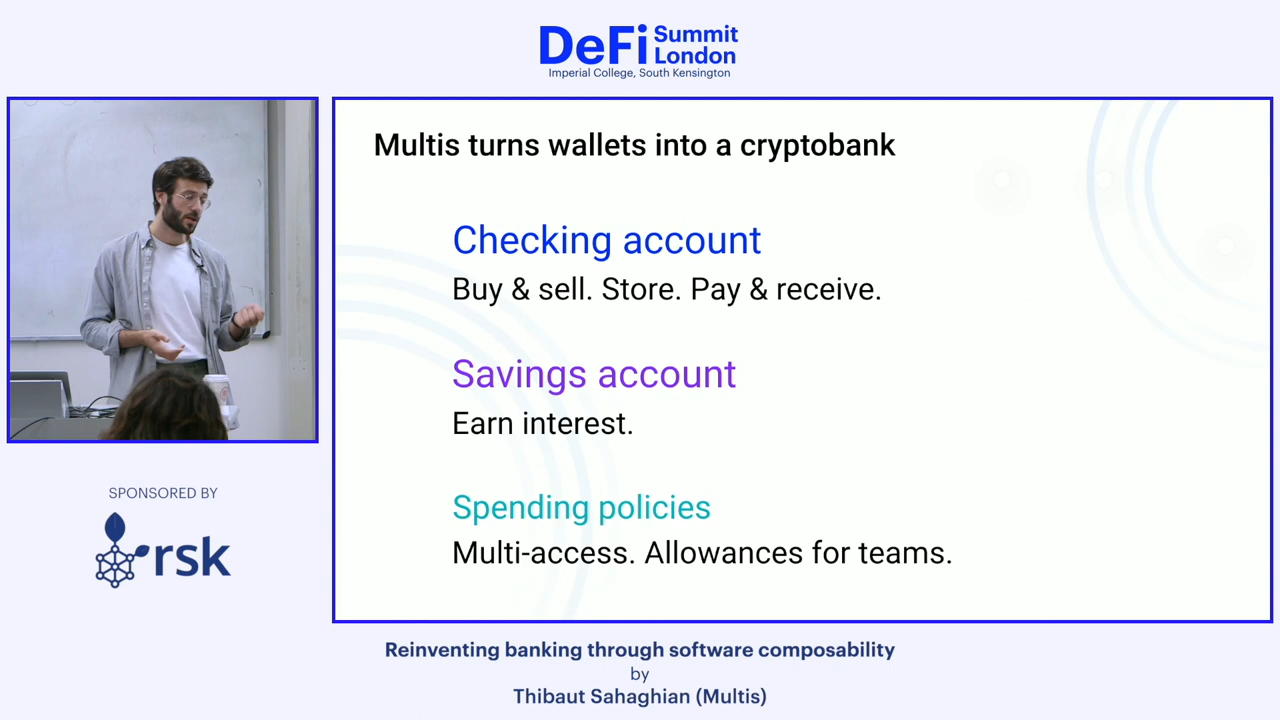 DeFi Summit
London
Imperial College, South Kensington
Multis turns wallets into a cryptobank
Checking account
Buy & sell. Store. Pay & receive.
Savings account
Earn interest.
Spending policies
Multi-access. Allowances for teams.
SPONSORED BY
rsk
Reinventing banking through software composability
by
Thibaut Sahaghian (Multis)